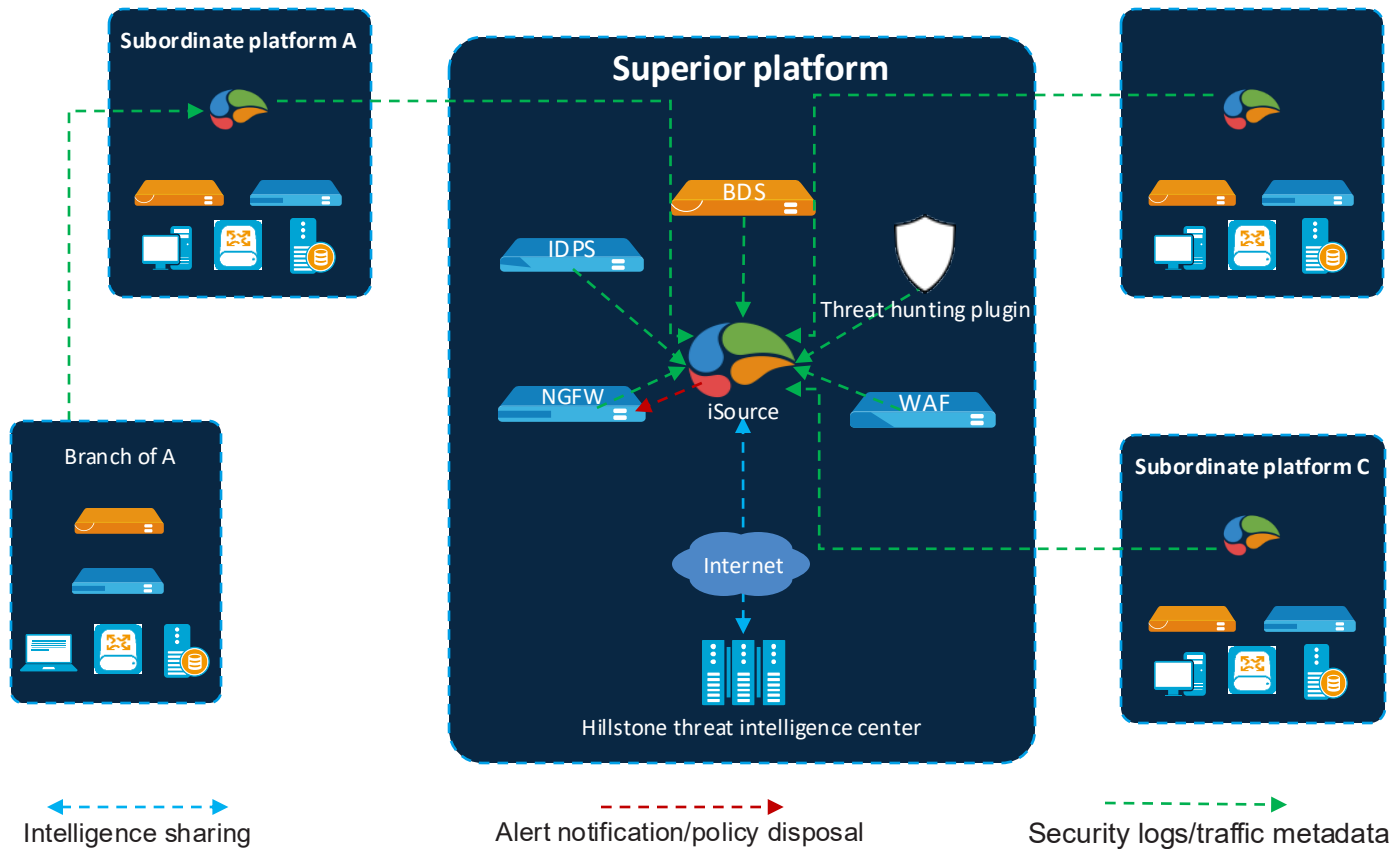 Subordinate platform A
Superior platform
BDS
IDPS
Threat hunting plugin
NGFW
iSource
WAF
Branch of A
Subordinate platform C
Internet
Hillstone threat intelligence center
Intelligence sharing
Alert notification/policy disposal
Security logs/traffic metadata